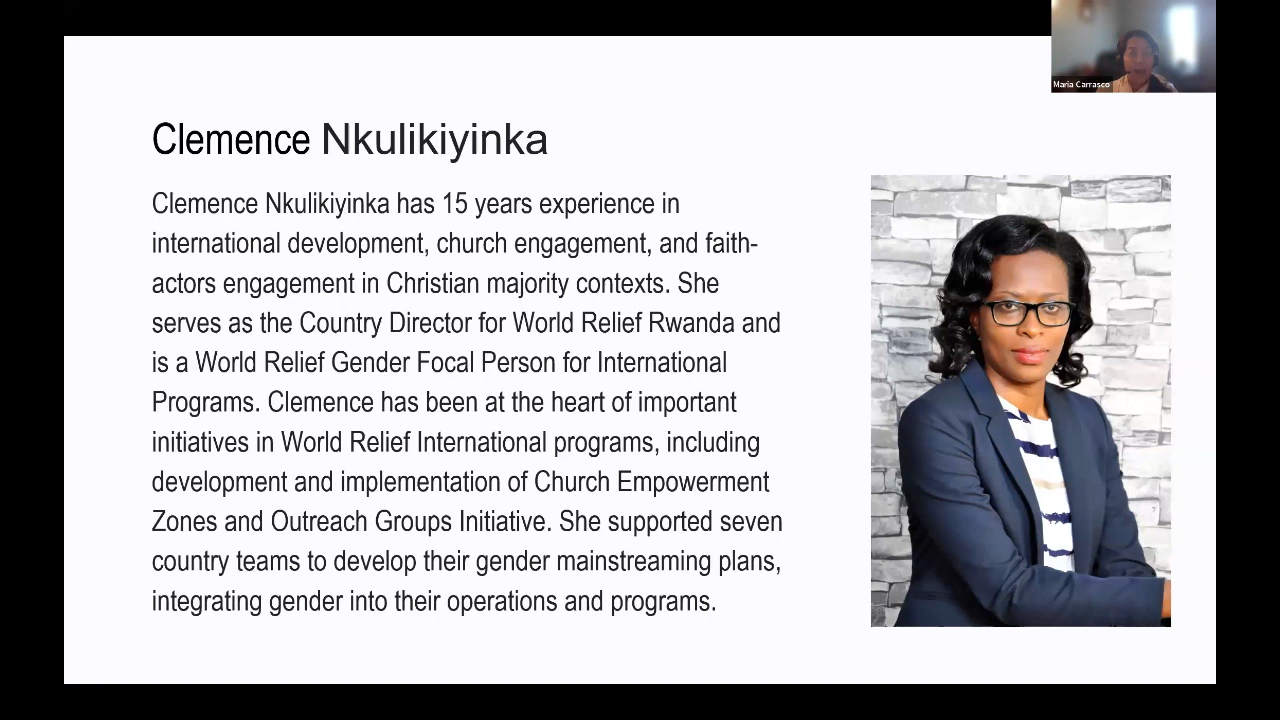 Maria Carrasco
Clemence Nkulikiyinka
Clemence Nkulikiyinka has 15 years experience in
international development, church engagement, and faith-
actors engagement in Christian majority contexts. She
serves as the Country Director for World Relief Rwanda and
is a World Relief Gender Focal Person for International
Programs. Clemence has been at the heart of important
initiatives in World Relief International programs, including
development and implementation of Church Empowerment
Zones and Outreach Groups Initiative. She supported seven
country teams to develop their gender mainstreaming plans,
integrating gender into their operations and programs.